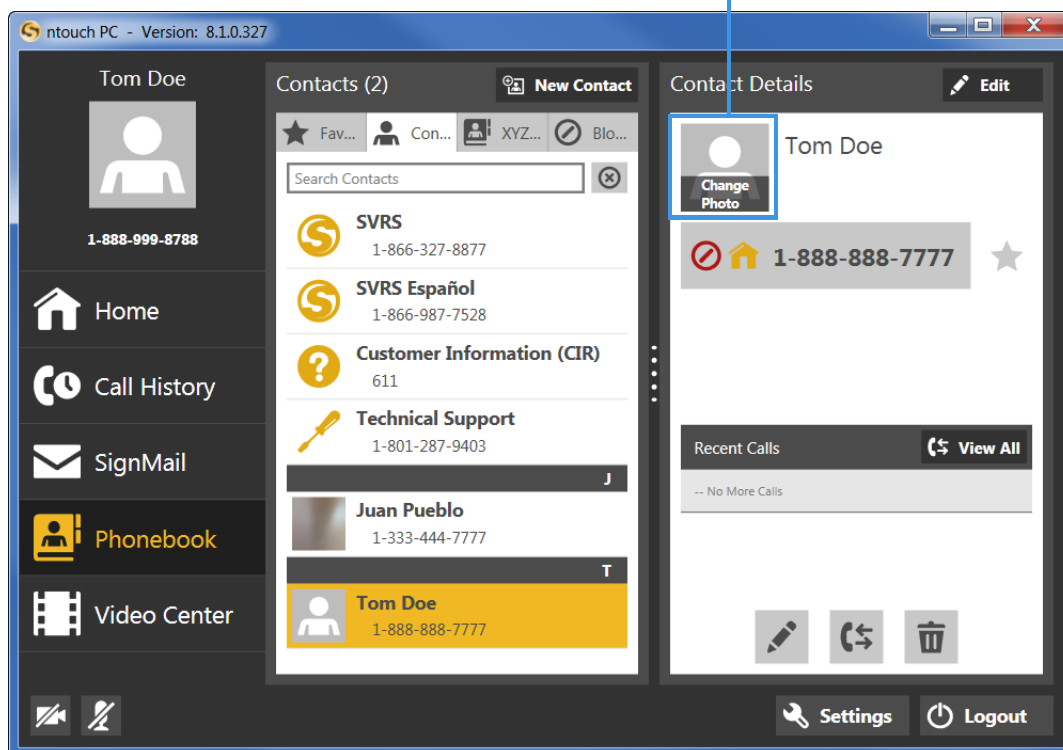 ntouch PC - Version: 8.1.0.327
Tom Doe
1-888-999-8788
Home
Call History
SignMail
Phonebook
Video Center
Contacts (2)
New Contact
Fav...
Con...
XYZ...
Blo...
Search Contacts
SVRS
1-866-327-8877
SVRS Español
1-866-987-7528
Customer Information (CIR)
611
Technical Support
1-801-287-9403
J
Juan Pueblo
1-333-444-7777
T
Tom Doe
1-888-888-7777
Contact Details
Edit
Change
Photo
Tom Doe
1-888-888-7777
Recent Calls
View All
-- No More Calls
Settings
Logout